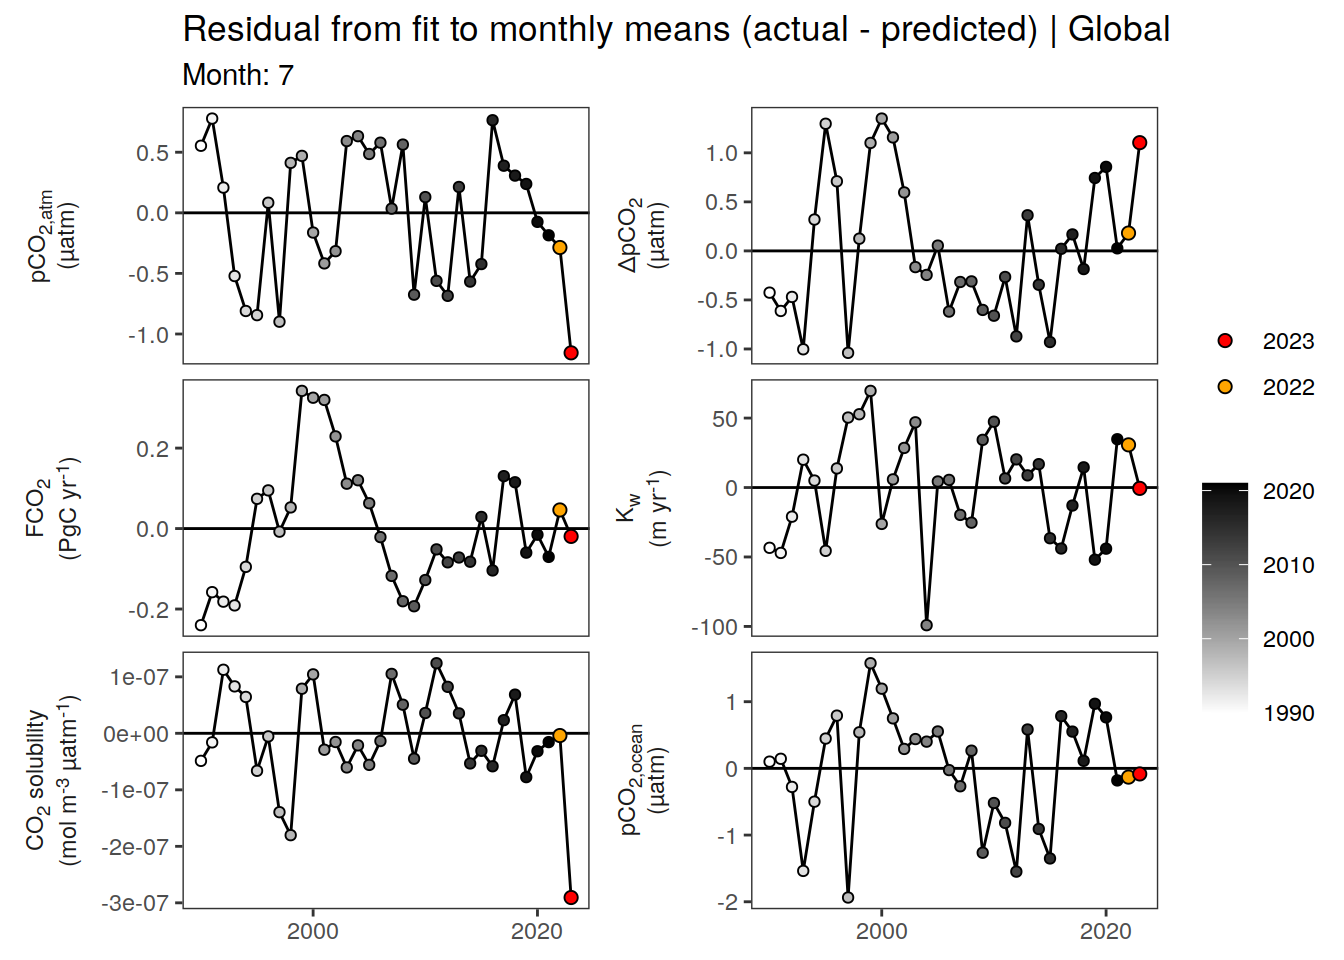 Residual from fit to monthly means (actual - predicted) | Global
Month: 7
pCO₂,atm
(µatm)
0.5
0.0
-0.5
-1.0
ΔpCO₂
(µatm)
1.0
0.5
0.0
-0.5
-1.0
FCO₂
(PgC yr⁻¹)
0.2
0.0
-0.2
Kw
(m yr⁻¹)
50
0
-50
-100
CO₂ solubility
(mol m⁻³ µatm⁻¹)
1e-07
0e+00
-1e-07
-2e-07
-3e-07
2000
2020
pCO₂,ocean
(µatm)
1
0
-1
-2
2000
2020
2023
2022
2020
2010
2000
1990